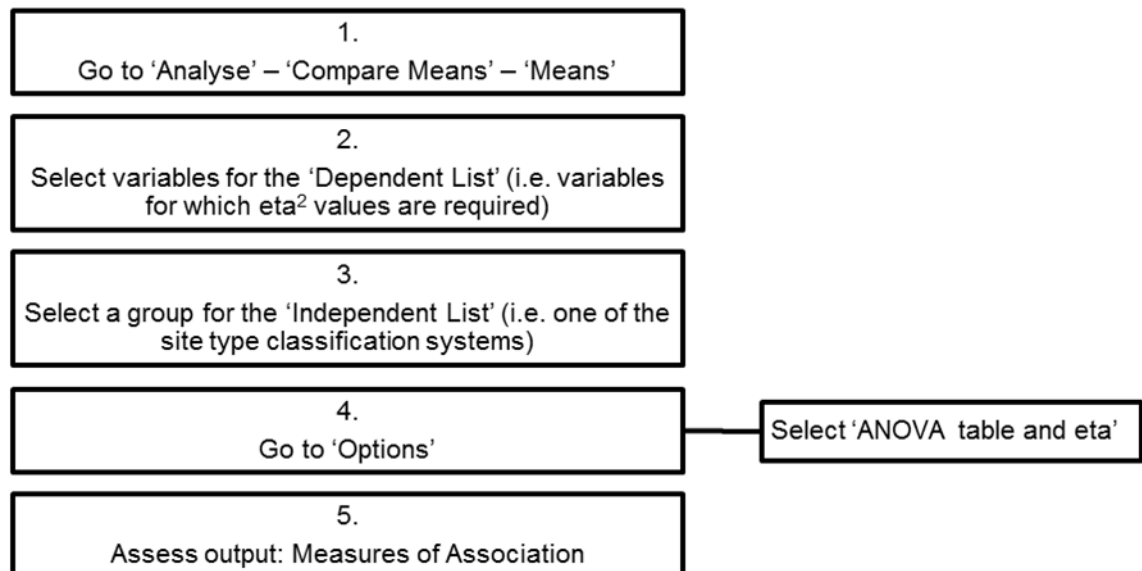 1.
Go to ‘Analyse’ – ‘Compare Means’ – ‘Means’
2.
Select variables for the ‘Dependent List’ (i.e. variables
for which eta² values are required)
3.
Select a group for the ‘Independent List’ (i.e. one of the
site type classification systems)
4.
Go to ‘Options’
Select ‘ANOVA table and eta’
5.
Assess output: Measures of Association